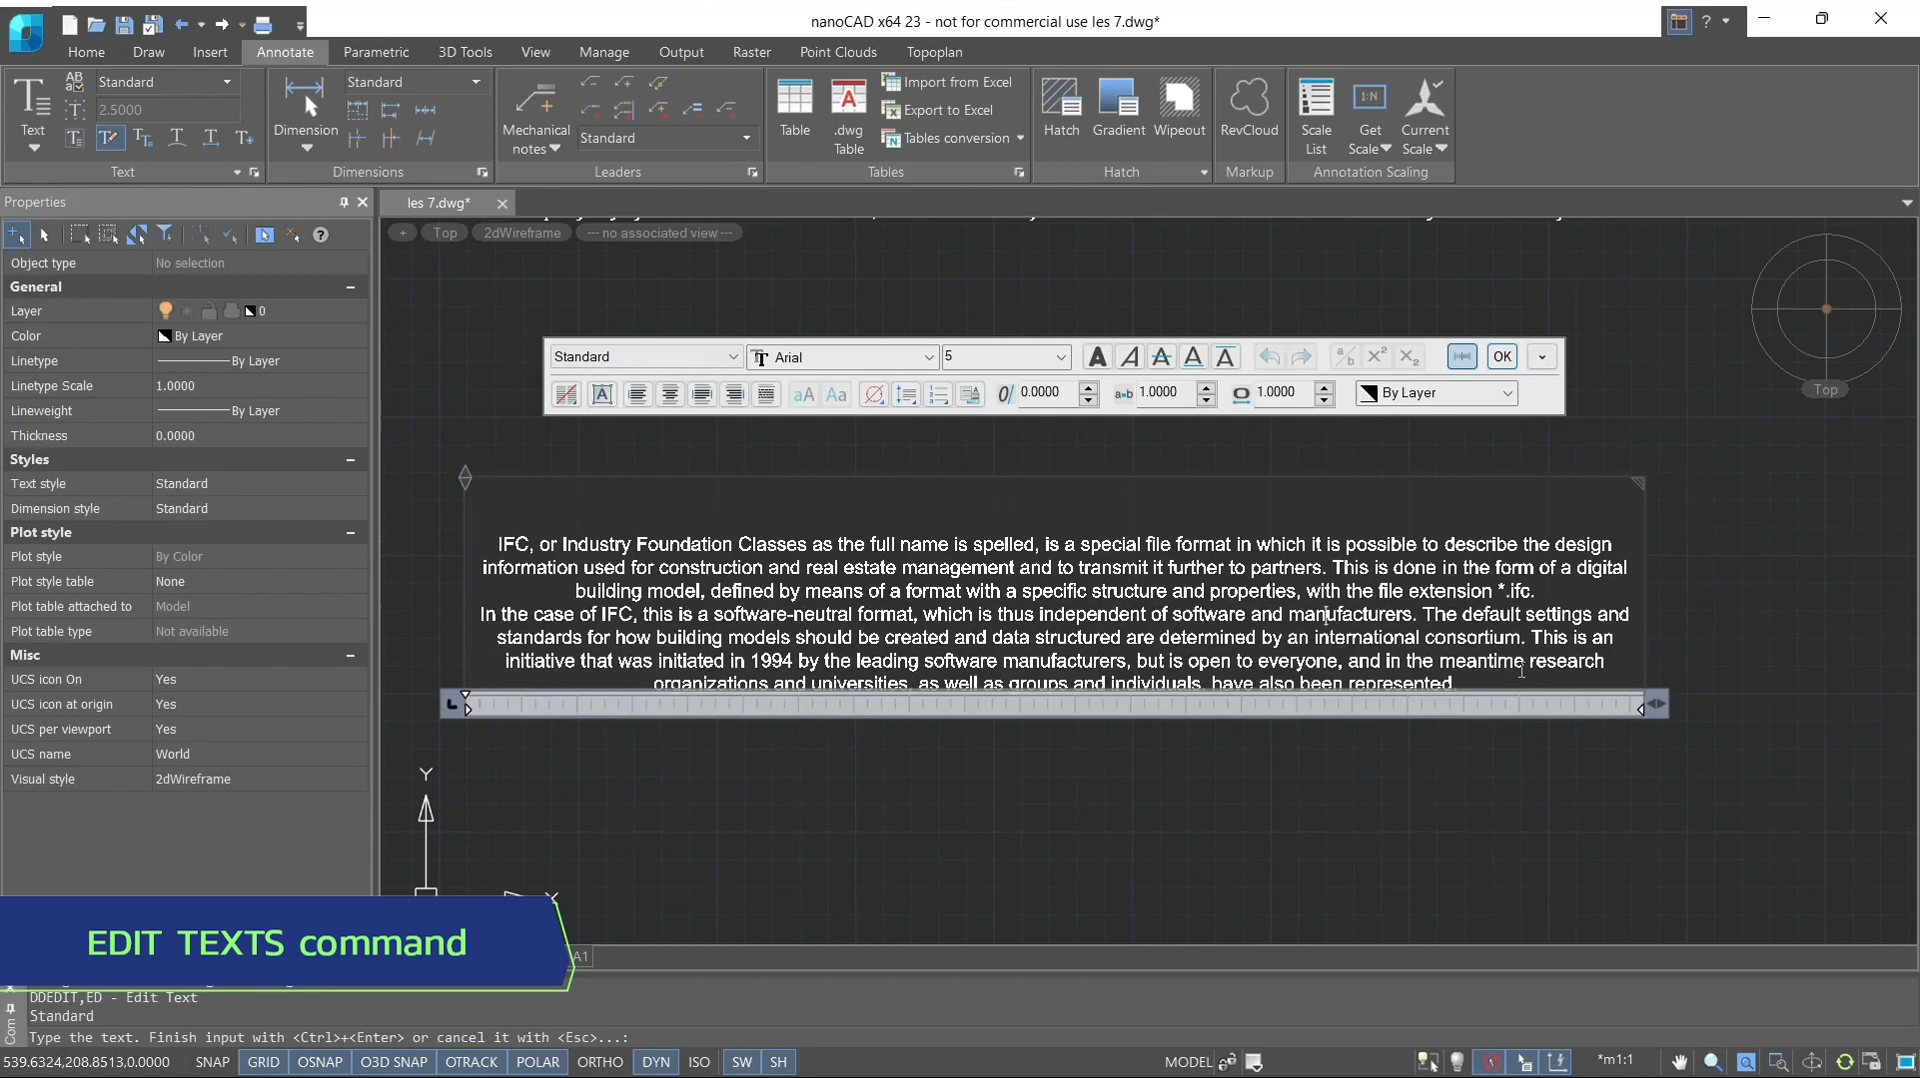 nanoCAD x64 23 - not for commercial use les 7.dwg*
Home Draw Insert Annotate Parametric 3D Tools View Manage Output Raster Point Clouds Topoplan
Text
Standard
2.5000
Text
Dimension
Standard
Dimensions
Mechanical
notes
Standard
Leaders
Table
.dwg
Table
Import from Excel
Export to Excel
Tables conversion
Tables
Hatch
Gradient
Wipeout
Hatch
RevCloud
Markup
Scale
List
Get
Scale
Current
Scale
Annotation Scaling
Properties
les 7.dwg*
+ Top 2dWireframe --- no associated view ---
Object type No selection
General
Layer 0
Color By Layer
Linetype By Layer
Linetype Scale 1.0000
Lineweight By Layer
Thickness 0.0000
Styles
Text style Standard
Dimension style Standard
Plot style
Plot style By Color
Plot style table None
Plot table attached to Model
Plot table type Not available
Misc
UCS icon On Yes
UCS icon at origin Yes
UCS per viewport Yes
UCS name World
Visual style 2dWireframe
Standard Arial 5 OK
0.0000 1.0000 1.0000 By Layer
Top
IFC, or Industry Foundation Classes as the full name is spelled, is a special file format in which it is possible to describe the design
information used for construction and real estate management and to transmit it further to partners. This is done in the form of a digital
building model, defined by means of a format with a specific structure and properties, with the file extension *.ifc.
In the case of IFC, this is a software-neutral format, which is thus independent of software and manufacturers. The default settings and
standards for how building models should be created and data structured are determined by an international consortium. This is an
initiative that was initiated in 1994 by the leading software manufacturers, but is open to everyone, and in the meantime research
organizations and universities, as well as groups and individuals, have also been represented.
Y
X
EDIT TEXTS command
A1
DDEDIT,ED - Edit Text
Standard
Type the text. Finish input with <Ctrl>+<Enter> or cancel it with <Esc>...:
539.6324,208.8513,0.0000 SNAP GRID OSNAP O3D SNAP OTRACK POLAR ORTHO DYN ISO SW SH MODEL *m1:1